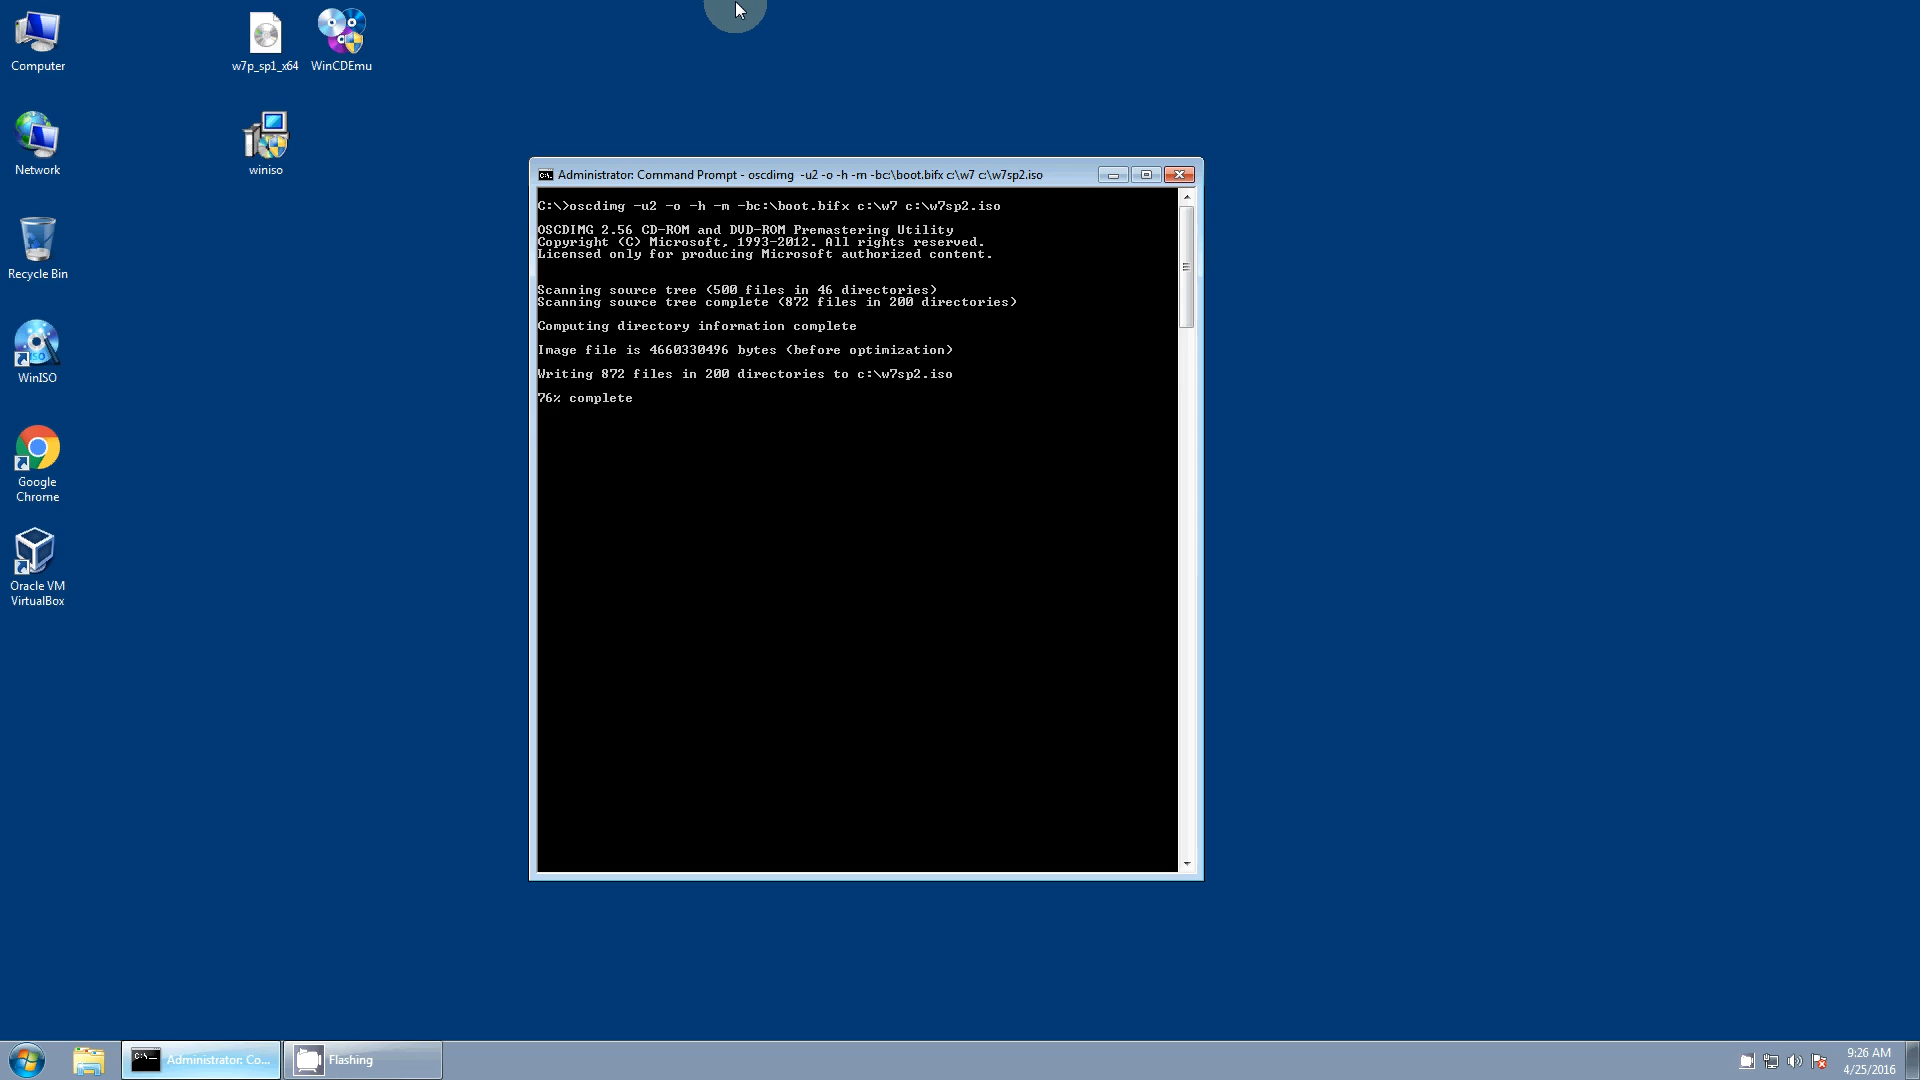 Computer
w7p_sp1_x64
WinCDEmu
Network
winiso
Recycle Bin
WinISO
Google
Chrome
Oracle VM
VirtualBox
Administrator: Command Prompt - oscdimg -u2 -o -h -m -bc:\boot.bifx c:\w7 c:\w7sp2.iso
C:\>oscdimg -u2 -o -h -m -bc:\boot.bifx c:\w7 c:\w7sp2.iso
OSCDIMG 2.56 CD-ROM and DVD-ROM Premastering Utility
Copyright (C) Microsoft, 1993-2012. All rights reserved.
Licensed only for producing Microsoft authorized content.
Scanning source tree (500 files in 46 directories)
Scanning source tree complete (872 files in 200 directories)
Computing directory information complete
Image file is 4660330496 bytes (before optimization)
Writing 872 files in 200 directories to c:\w7sp2.iso
76% complete
Administrator: Co...
Flashing
9:26 AM
4/25/2016